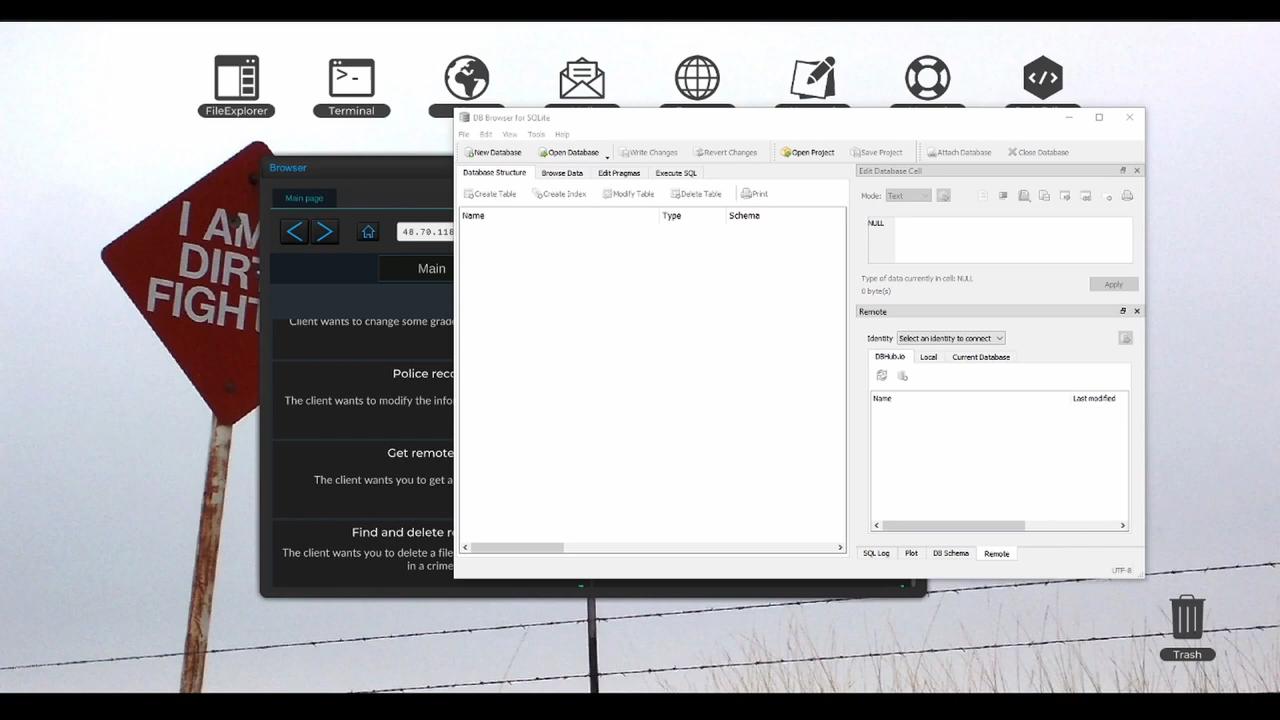 FileExplorer
Terminal
I AM
DIRT
FIGHT
Browser
Main page
48.70.118
Main
Client wants to change some grad
Police reco
The client wants to modify the info
Get remote
The client wants you to get a
Find and delete r
The client wants you to delete a file
in a crime
DB Browser for SQLite
File Edit View Tools Help
New Database Open Database Write Changes Revert Changes Open Project Save Project Attach Database Close Database
Database Structure Browse Data Edit Pragmas Execute SQL
Create Table Create Index Modify Table Delete Table Print
Name Type Schema
Edit Database Cell
Mode: Text
NULL
Type of data currently in cell: NULL
0 byte(s)
Apply
Remote
Identity Select an identity to connect
DBHub.io Local Current Database
Name Last modified
SQL Log Plot DB Schema Remote
UTF-8
Trash